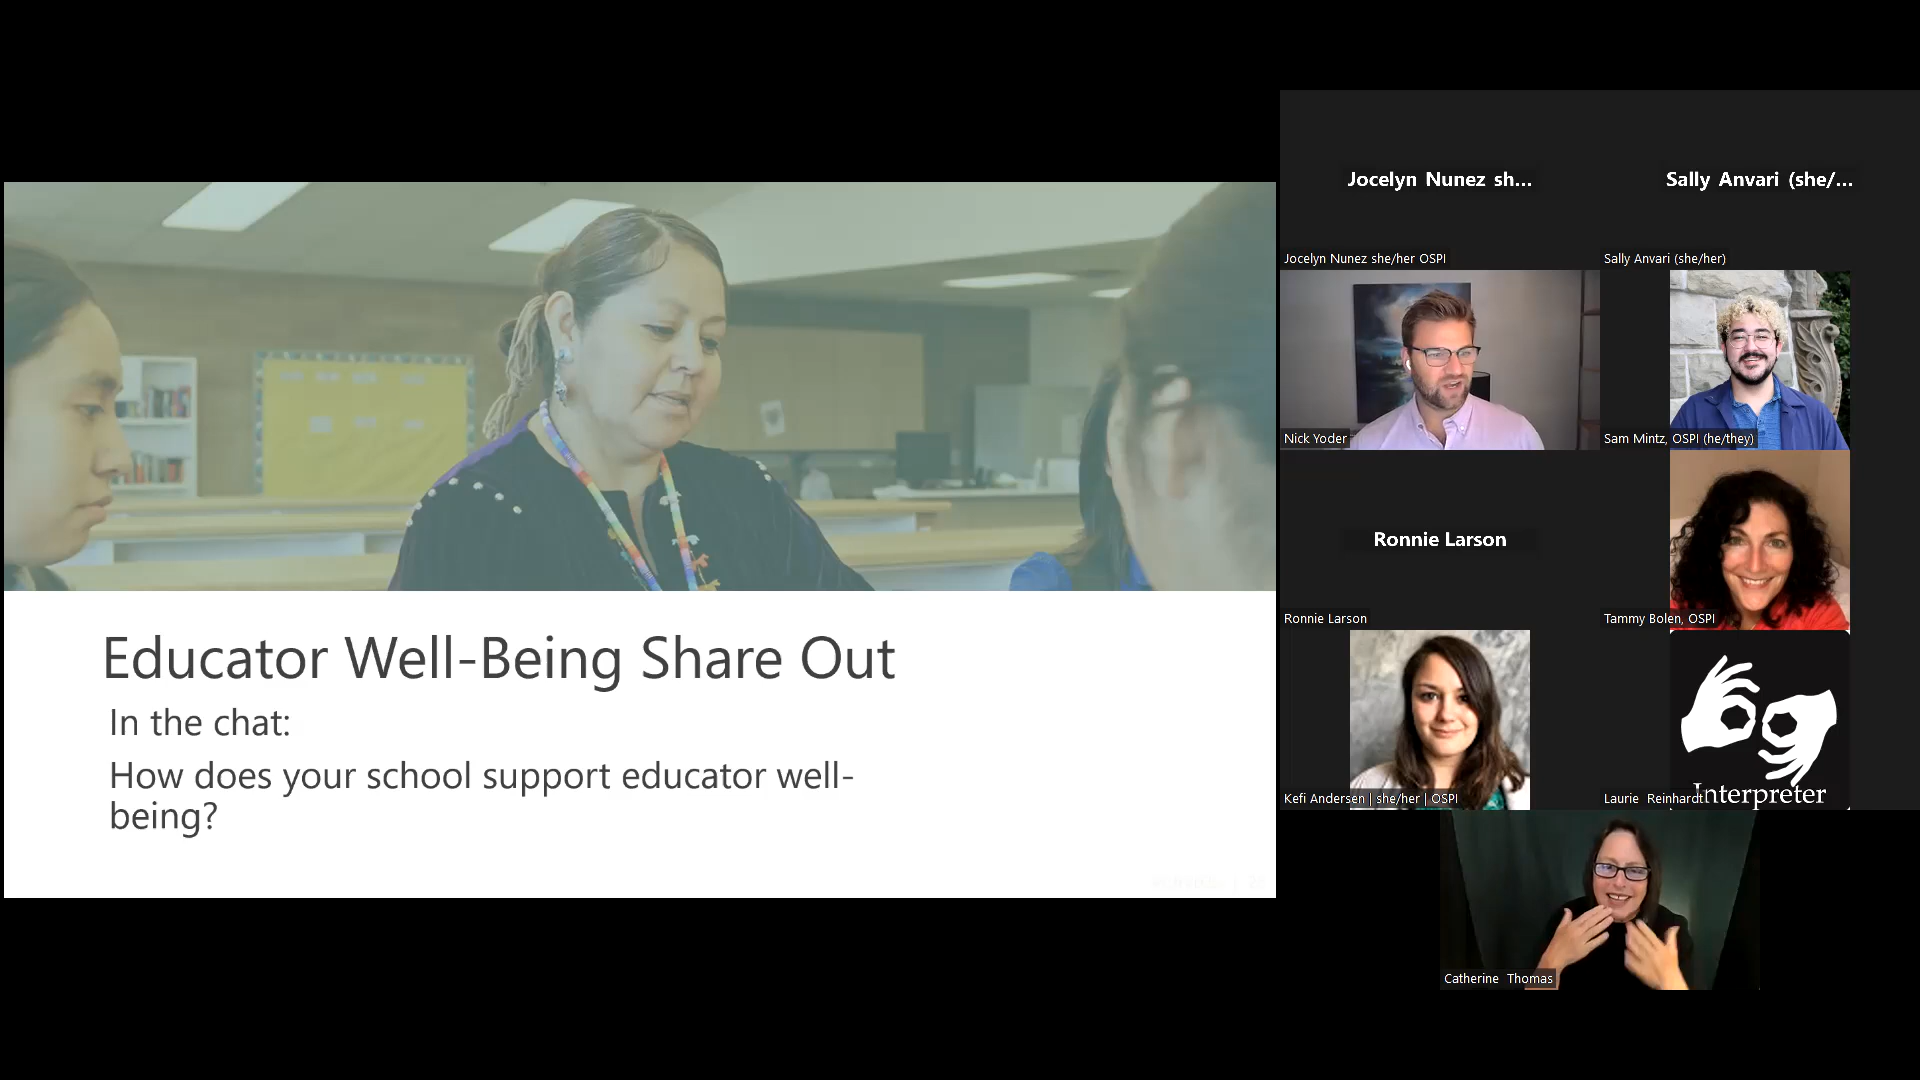 Educator Well-Being Share Out
In the chat:
How does your school support educator well-
being?
Jocelyn Nunez sh...
Sally Anvari (she/...
Jocelyn Nunez she/her OSPI
Sally Anvari (she/her)
Nick Yoder
Sam Mintz, OSPI (he/they)
Ronnie Larson
Ronnie Larson
Tammy Bolen, OSPI
Kefi Andersen | she/her | OSPI
Interpreter
Laurie Reinhardt
Catherine Thomas